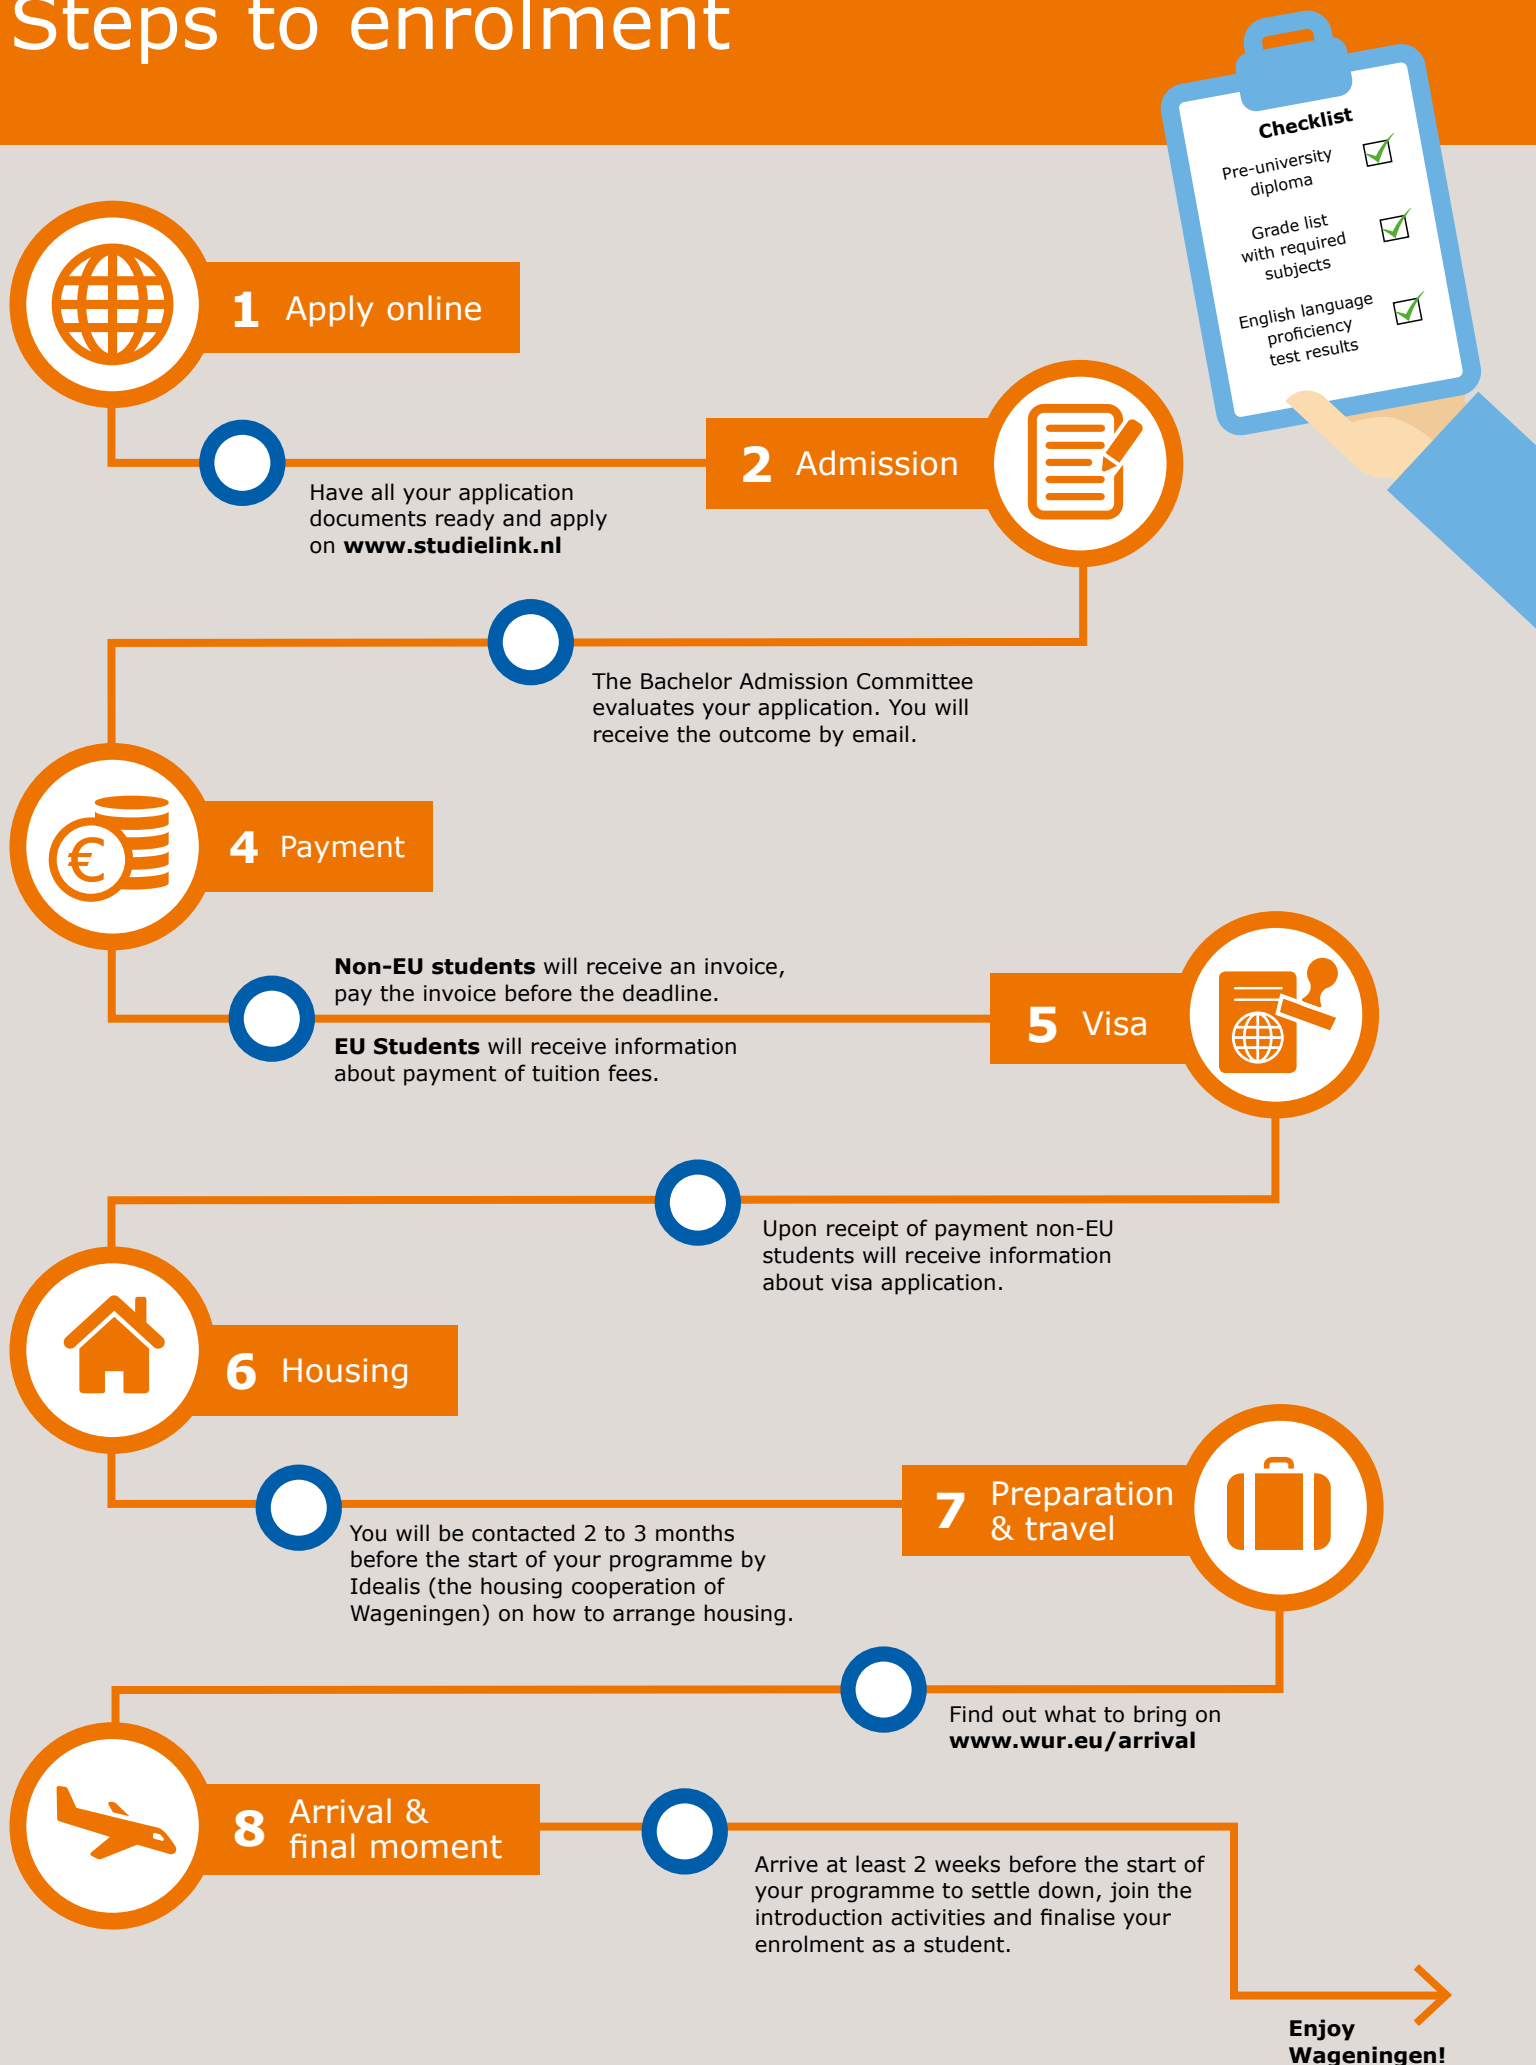 Steps to enrolment
Checklist
Pre-university
diploma
Grade list
with required
subjects
English language
proficiency
test results
1 Apply online
Have all your application
documents ready and apply
on www.studielink.nl
2 Admission
The Bachelor Admission Committee
evaluates your application. You will
receive the outcome by email.
4 Payment
€
Non-EU students will receive an invoice,
pay the invoice before the deadline.
EU Students will receive information
about payment of tuition fees.
5 Visa
Upon receipt of payment non-EU
students will receive information
about visa application.
6 Housing
You will be contacted 2 to 3 months
before the start of your programme by
Idealis (the housing cooperation of
Wageningen) on how to arrange housing.
7 Preparation
& travel
Find out what to bring on
www.wur.eu/arrival
8 Arrival &
final moment
Arrive at least 2 weeks before the start of
your programme to settle down, join the
introduction activities and finalise your
enrolment as a student.
Enjoy
Wageningen!